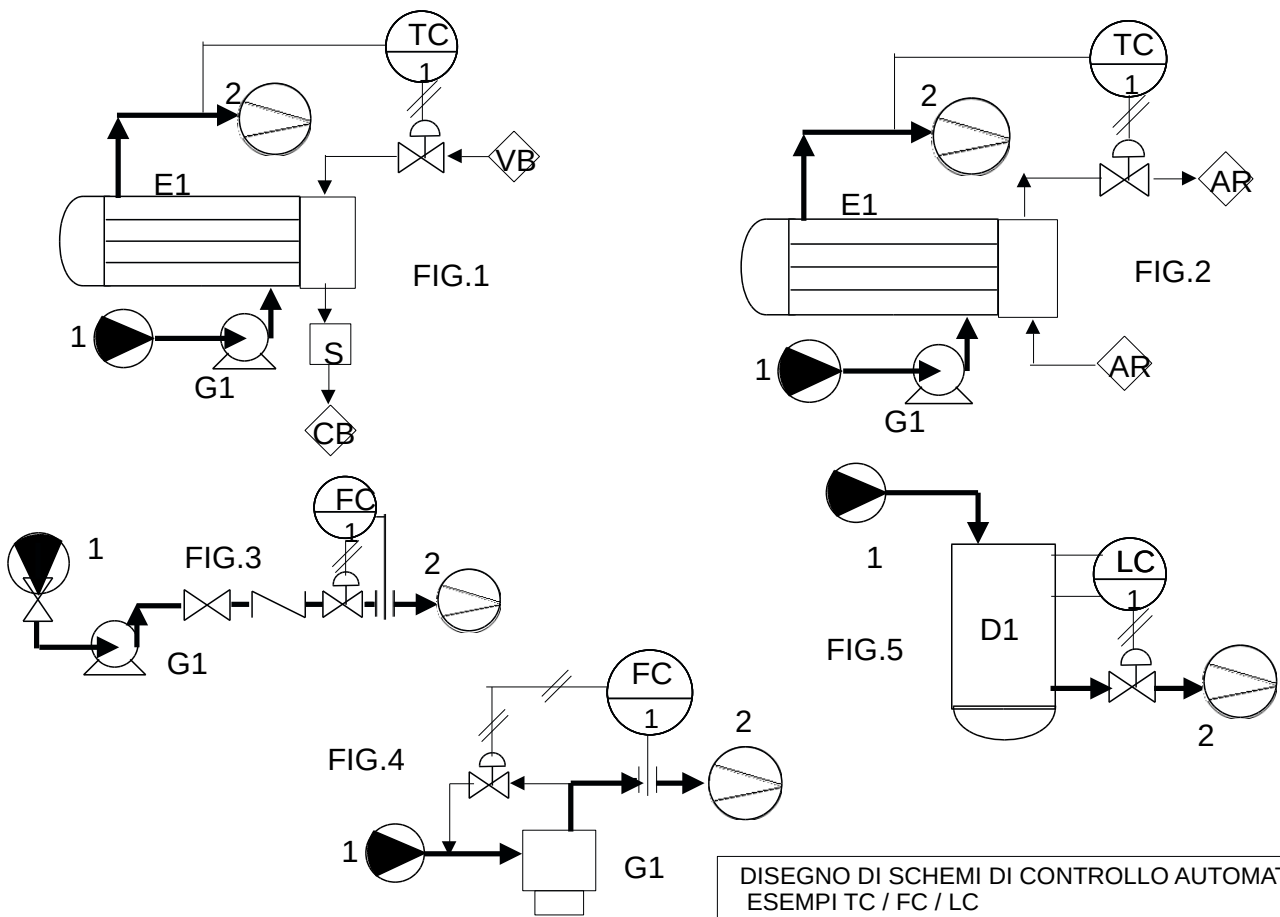 TC
1
2
VB
E1
FIG.1
1
G1
S
CB
TC
1
2
AR
E1
FIG.2
1
G1
AR
FC
1
1
FIG.3
2
G1
1
LC
1
D1
FIG.5
2
FC
1
2
FIG.4
1
G1
DISEGNO DI SCHEMI DI CONTROLLO
ESEMPI TC / FC / LC